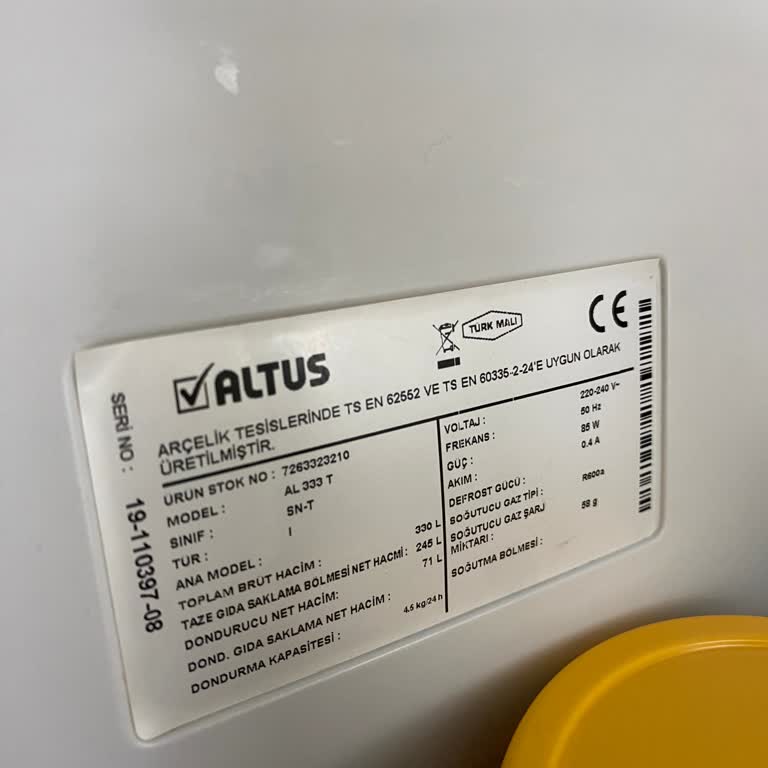 ALTUS
TÜRK MALI
CE
ARÇELİK TESİSLERİNDE TS EN 62552 VE TS EN 60335-2-24'E UYGUN OLARAK
ÜRETİLMİŞTİR.
SERİ NO : 19-110397-08
ÜRÜN STOK NO : 7263323210
MODEL : AL 333 T
SINIF : SN-T
TÜR : I
ANA MODEL :
TOPLAM BRÜT HACİM : 330 L
TAZE GIDA SAKLAMA BÖLMESİ NET HACMİ : 245 L
DONDURUCU NET HACİM: 71 L
DOND. GIDA SAKLAMA NET HACİM :
DONDURMA KAPASİTESİ : 4.5 kg/24 h
VOLTAJ : 220-240 V~
FREKANS : 50 Hz
GÜÇ : 85 W
AKIM : 0.4 A
DEFROST GÜCÜ :
SOĞUTUCU GAZ TİPİ : R600a
SOĞUTUCU GAZ ŞARJ
MİKTARI : 58 g
SOĞUTMA BÖLMESİ :